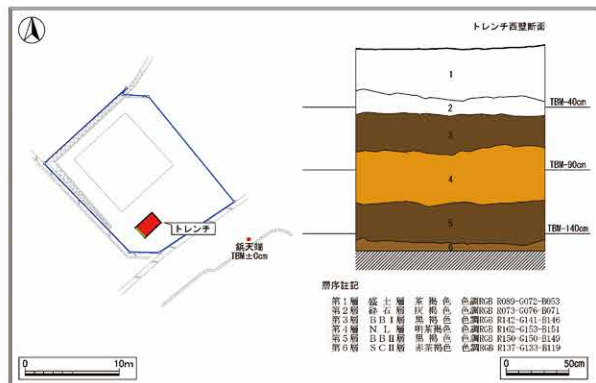 トレンチ西壁断面
1
2
3
4
5
6
TBM-40cm
TBM-90cm
TBM-140cm
トレンチ
鋲天端
TBM±0cm
層序註記
第1層 盛土層 茶褐色 色調RGB R089-G072-B053
第2層 砕石層 灰褐色 色調RGB R073-G076-B071
第3層 BBⅠ層 黒褐色 色調RGB R142-G141-B146
第4層 NL層 明茶褐色 色調RGB R162-G153-B151
第5層 BBⅡ層 黒褐色 色調RGB R150-G150-B149
第6層 SCⅡ層 赤茶褐色 色調RGB R137-G133-B119
0 10m
0 50cm